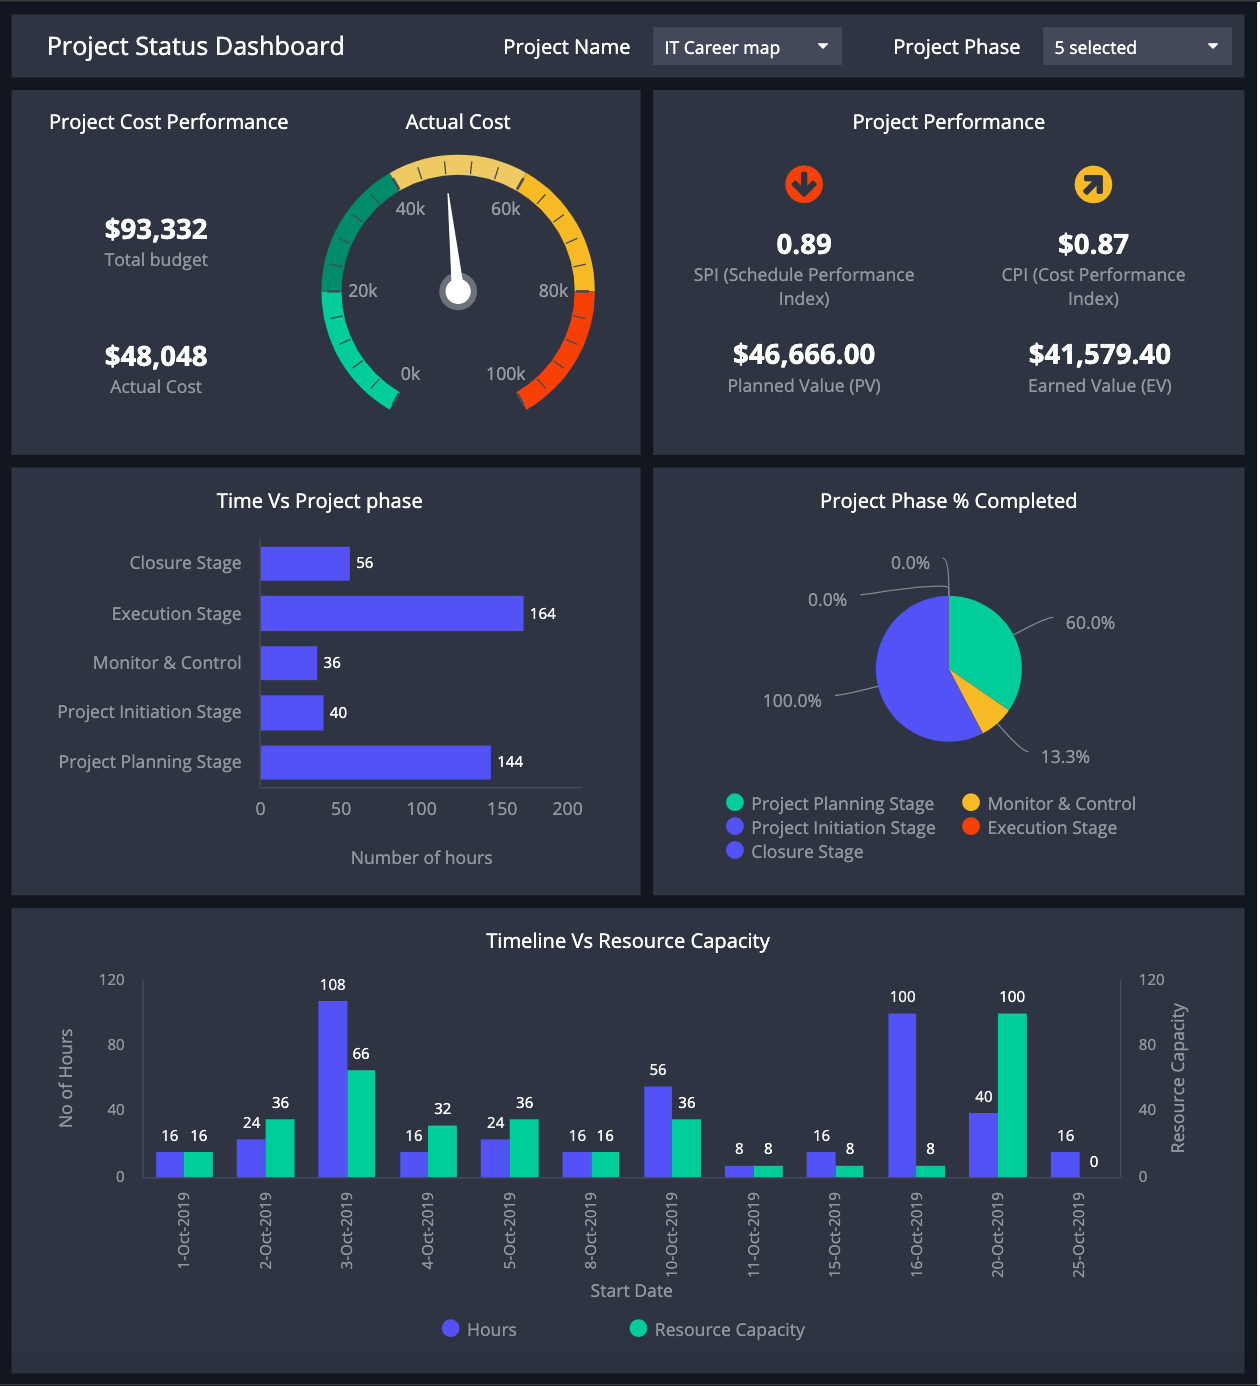 Project Status Dashboard
Project Name
IT Career map
Project Phase
5 selected
Project Cost Performance
$93,332
Total budget
$48,048
Actual Cost
Actual Cost
40k
60k
20k
80k
0k
100k
Project Performance
0.89
SPI (Schedule Performance
Index)
$0.87
CPI (Cost Performance
Index)
$46,666.00
Planned Value (PV)
$41,579.40
Earned Value (EV)
Time Vs Project phase
Closure Stage
56
Execution Stage
164
Monitor & Control
36
Project Initiation Stage
40
Project Planning Stage
144
0
50
100
150
200
Number of hours
Project Phase % Completed
0.0%
0.0%
60.0%
100.0%
13.3%
Project Planning Stage
Monitor & Control
Project Initiation Stage
Execution Stage
Closure Stage
Timeline Vs Resource Capacity
No of Hours
120
80
40
0
16
16
24
36
108
66
16
32
24
36
16
16
56
36
8
8
16
8
100
8
40
100
16
0
120
80
40
0
Resource Capacity
1-Oct-2019
2-Oct-2019
3-Oct-2019
4-Oct-2019
5-Oct-2019
8-Oct-2019
10-Oct-2019
11-Oct-2019
15-Oct-2019
16-Oct-2019
20-Oct-2019
25-Oct-2019
Start Date
Hours
Resource Capacity